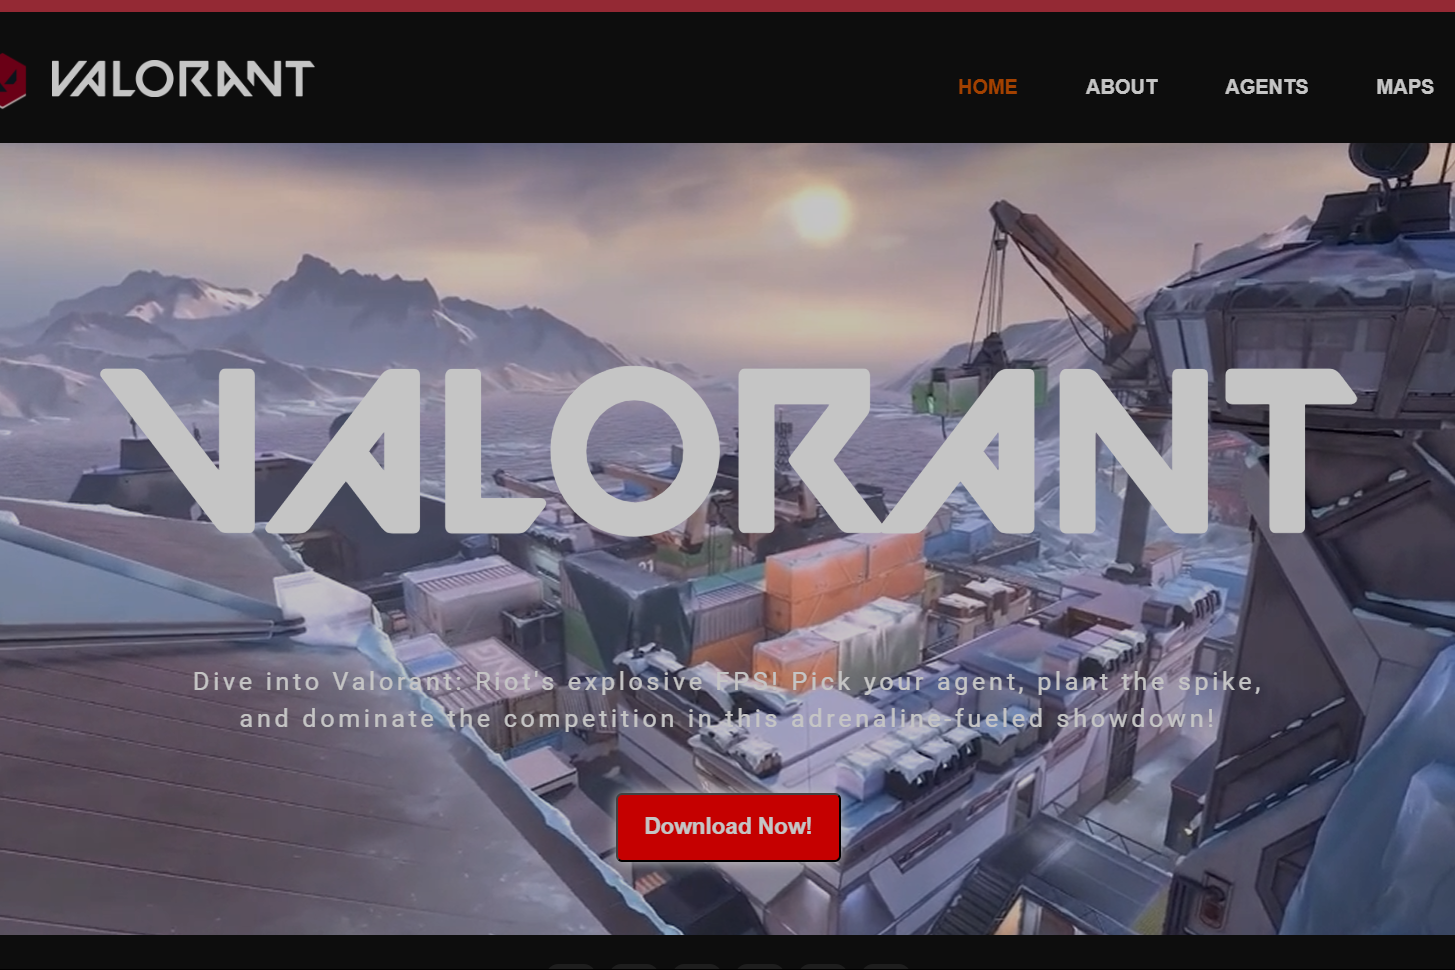 VALORANT
HOME ABOUT AGENTS MAPS
VALORANT
Dive into Valorant: Riot's explosive FPS! Pick your agent, plant the spike,
and dominate the competition in this adrenaline-fueled showdown!
Download Now!